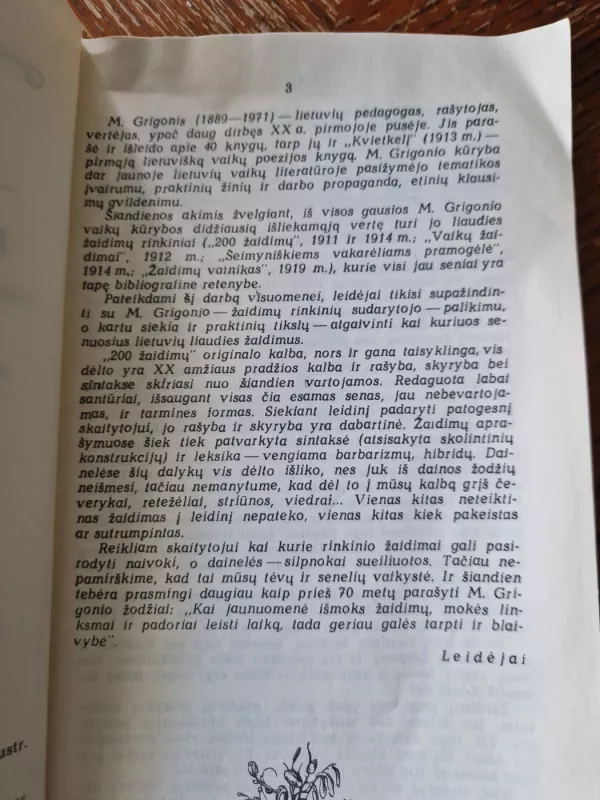 3
M. Grigonis (1889—1971) — lietuvių pedagogas, rašytojas,
vertėjas, ypač daug dirbęs XX a. pirmojoje pusėje. Jis para-
šė ir išleido apie 40 knygų, tarp jų ir „Kvietkelį" (1913 m.) —
pirmąją lietuvišką vaikų poezijos knygą. M. Grigonio kūryba
dar jaunoje lietuvių vaikų literatūroje pasižymėjo tematikos
įvairumu, praktinių žinių ir darbo propaganda, etinių klausi-
mų gvildenimu.
Šiandienos akimis žvelgiant, iš visos gausios M. Grigonio
vaikų kūrybos didžiausią išliekamąją vertę turi jo liaudies
žaidimų rinkiniai („200 žaidimų", 1911 ir 1914 m.; „Vaikų žai-
dimai", 1912 m.; „Šeimyniškiems vakarėliams pramogėlė",
1914 m.; „Žaidimų vainikas", 1919 m.), kurie visi jau seniai yra
tapę bibliografine retenybe.
Pateikdami šį darbą visuomenei, leidėjai tikisi supažindin-
ti su M. Grigonio — žaidimų rinkinių sudarytojo — palikimu,
o kartu siekia ir praktinių tikslų — atgaivinti kai kuriuos se-
nuosius lietuvių liaudies žaidimus.
„200 žaidimų" originalo kalba, nors ir gana taisyklinga, vis
dėlto yra XX amžiaus pradžios kalba ir rašyba, skyryba bei
sintakse skiriasi nuo šiandien vartojamos. Redaguota labai
santūriai, išsaugant visas čia esamas senas, jau nebevartoja-
mas, ir tarmines formas. Siekiant leidinį padaryti patogesnį
skaitytojui, jo rašyba ir skyryba yra dabartinė. Žaidimų apra-
šymuose šiek tiek patvarkyta sintaksė (atsisakyta skolintinių
konstrukcijų) ir leksika — vengiama barbarizmų, hibridų. Dai-
nelėse šių dalykų vis dėlto išliko, nes juk iš dainos žodžių
neišmesi, tačiau nemanytume, kad dėl to į mūsų kalbą grįš če-
verykai, retežėliai, striūnos, viedrai... Vienas kitas neteikti-
nas žaidimas į leidinį nepateko, vienas kitas kiek pakeistas
ar sutrumpintas.
Reikliam skaitytojui kai kurie rinkinio žaidimai gali pasi-
rodyti naivoki, o dainelės — silpnokai sueiliuotos. Tačiau ne-
pamirškime, kad tai mūsų tėvų ir senelių vaikystė. Ir šiandien
tebėra prasmingi daugiau kaip prieš 70 metų parašyti M. Gri-
gonio žodžiai: „Kai jaunuomenė išmoks žaidimų, mokės links-
smai ir padoriai leisti laiką, tada geriau galės tarpti ir blai-
vybė".
Leidėjai
ustr.